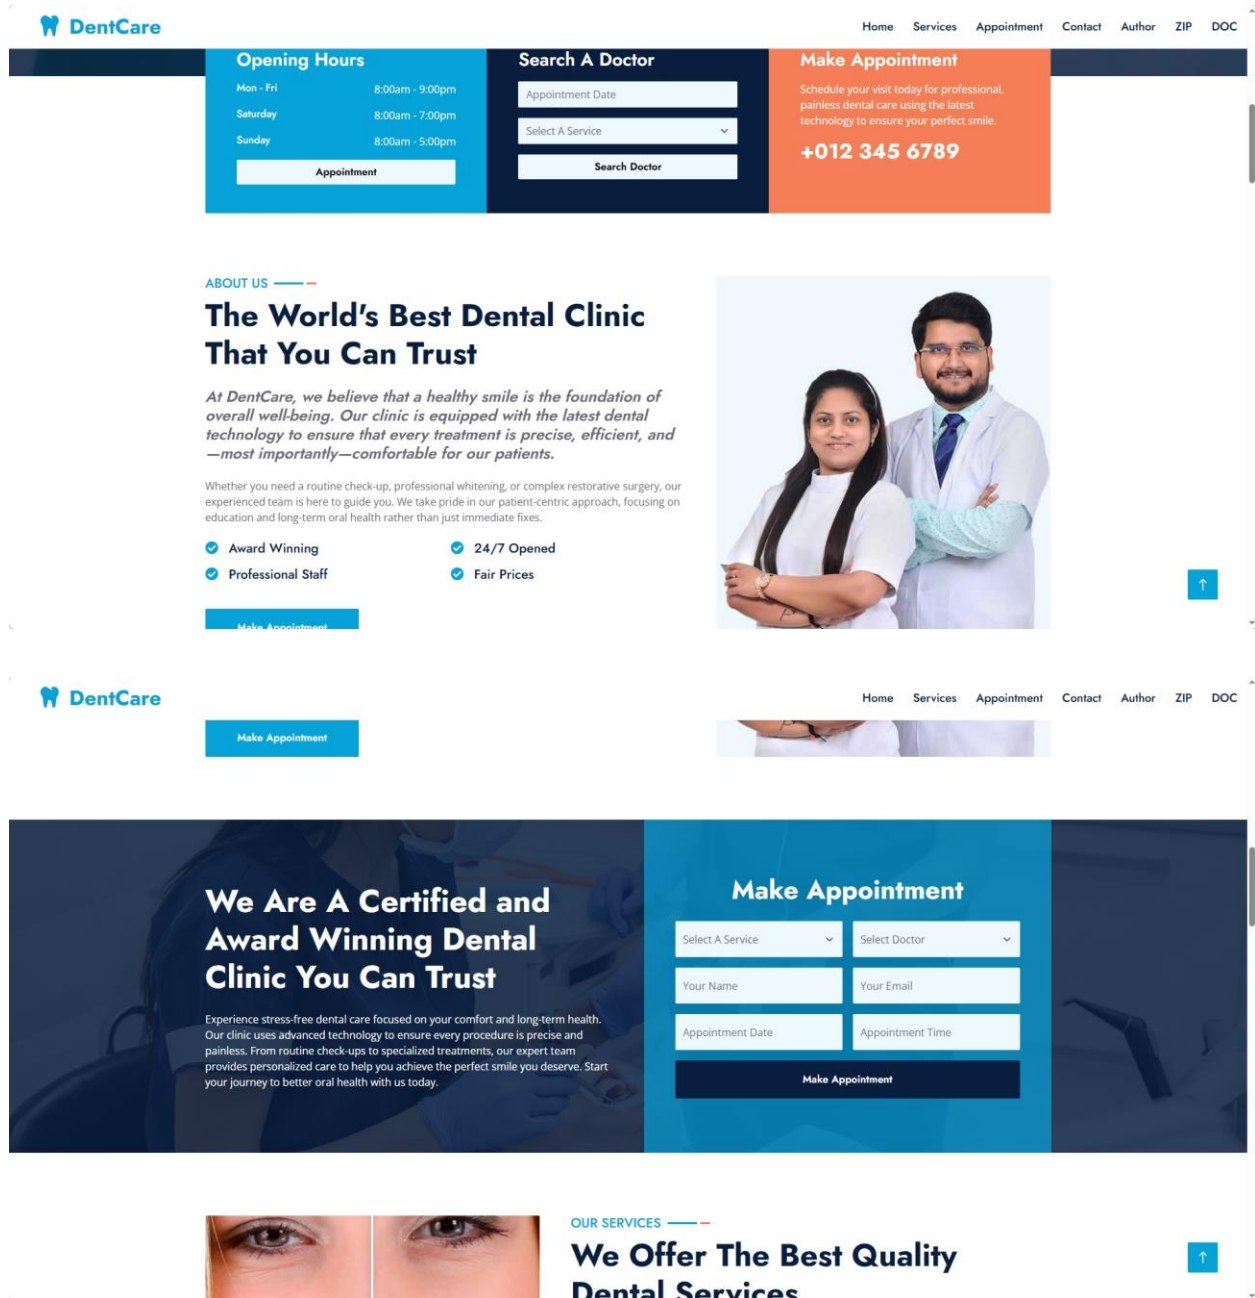 DentCare
Home Services Appointment Contact Author ZIP DOC
Opening Hours
Mon - Fri 8:00am - 9:00pm
Saturday 8:00am - 7:00pm
Sunday 8:00am - 5:00pm
Appointment
Search A Doctor
Appointment Date
Select A Service
Search Doctor
Make Appointment
Schedule your visit today for professional,
painless dental care using the latest
technology to ensure your perfect smile.
+012 345 6789
ABOUT US
The World's Best Dental Clinic
That You Can Trust
At DentCare, we believe that a healthy smile is the foundation of
overall well-being. Our clinic is equipped with the latest dental
technology to ensure that every treatment is precise, efficient, and
—most importantly—comfortable for our patients.
Whether you need a routine check-up, professional whitening, or complex restorative surgery, our
experienced team is here to guide you. We take pride in our patient-centric approach, focusing on
education and long-term oral health rather than just immediate fixes.
Award Winning 24/7 Opened
Professional Staff Fair Prices
Make Appointment
DentCare
Home Services Appointment Contact Author ZIP DOC
Make Appointment
We Are A Certified and
Award Winning Dental
Clinic You Can Trust
Experience stress-free dental care focused on your comfort and long-term health.
Our clinic uses advanced technology to ensure every procedure is precise and
painless. From routine check-ups to specialized treatments, our expert team
provides personalized care to help you achieve the perfect smile you deserve. Start
your journey to better oral health with us today.
Make Appointment
Select A Service Select Doctor
Your Name Your Email
Appointment Date Appointment Time
Make Appointment
OUR SERVICES
We Offer The Best Quality
Dental Services